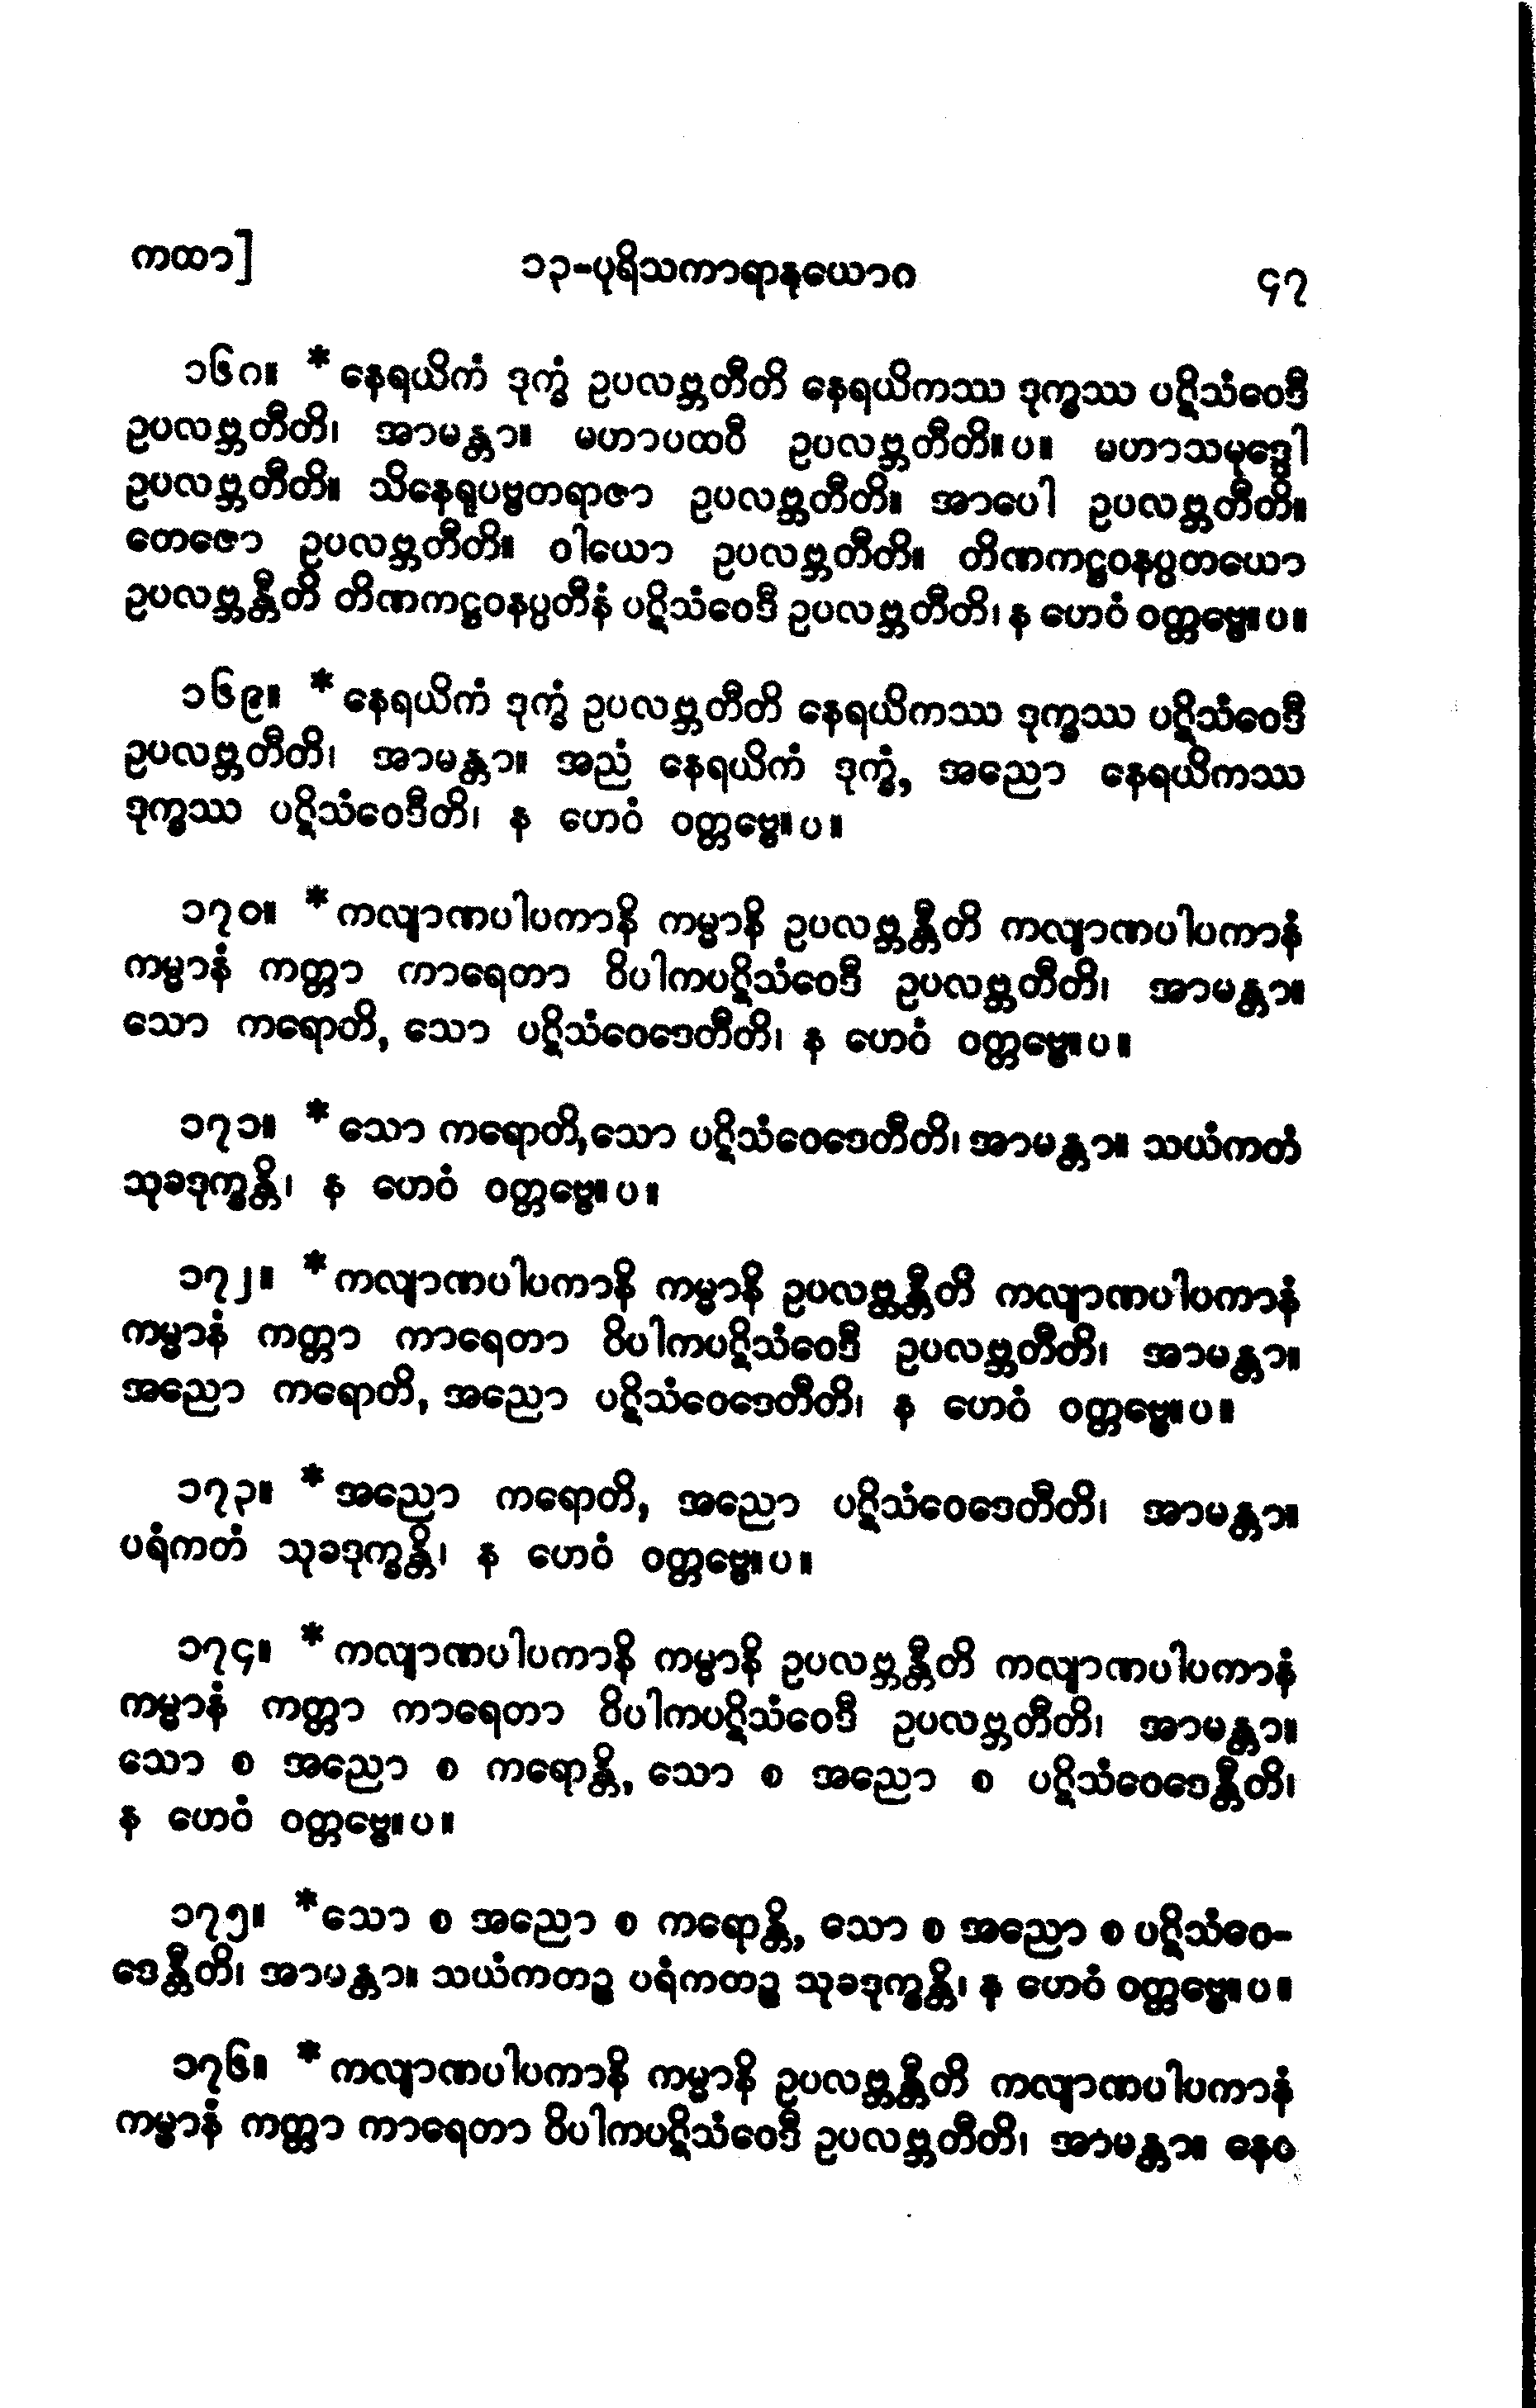 ကထာ] ၁၃-ပုရိသကာရာနုယောဂ ၄၇
၁၆ဂ။ * နေရယိကံ ဒုက္ခံ ဥပလဗ္ဘတီတိ နေရယိကဿ ဒုက္ခဿ ပဋိသံဝေဒီ
ဥပလဗ္ဘတီတိ၊ အာမန္တာ။ မဟာပထဝီ ဥပလဗ္ဘတီတိ။ပ။ မဟာသမုဒ္ဒေါ
ဥပလဗ္ဘတီတိ။ သိနေရုပဗ္ဗတရာဇာ ဥပလဗ္ဘတီတိ။ အာပေါ ဥပလဗ္ဘတီတိ။
တေဇော ဥပလဗ္ဘတီတိ။ ဝါယော ဥပလဗ္ဘတီတိ။ တိဏကဋ္ဌဝနပ္ပတယော
ဥပလဗ္ဘန္တီတိ တိဏကဋ္ဌဝနပ္ပတီနံ ပဋိသံဝေဒီ ဥပလဗ္ဘတီတိ၊ န ဟေဝံ ဝတ္တဗ္ဗေ။ပ။
၁၆၉။ * နေရယိကံ ဒုက္ခံ ဥပလဗ္ဘတီတိ နေရယိကဿ ဒုက္ခဿ ပဋိသံဝေဒီ
ဥပလဗ္ဘတီတိ၊ အာမန္တာ။ အညံ နေရယိကံ ဒုက္ခံ, အညော နေရယိကဿ
ဒုက္ခဿ ပဋိသံဝေဒီတိ၊ န ဟေဝံ ဝတ္တဗ္ဗေ။ပ။
၁၇၀။ * ကလျာဏပါပကာနိ ကမ္မာနိ ဥပလဗ္ဘန္တီတိ ကလျာဏပါပကာနံ
ကမ္မာနံ ကတ္တာ ကာရေတာ ဝိပါကပဋိသံဝေဒီ ဥပလဗ္ဘတီတိ၊ အာမန္တာ။
သော ကရောတိ, သော ပဋိသံဝေဒေတီတိ၊ န ဟေဝံ ဝတ္တဗ္ဗေ။ပ။
၁၇၁။ * သော ကရောတိ,သော ပဋိသံဝေဒေတီတိ၊ အာမန္တာ။ သယံကတံ
သုခဒုက္ခန္တိ၊ န ဟေဝံ ဝတ္တဗ္ဗေ။ပ။
၁၇၂။ * ကလျာဏပါပကာနိ ကမ္မာနိ ဥပလဗ္ဘန္တီတိ ကလျာဏပါပကာနံ
ကမ္မာနံ ကတ္တာ ကာရေတာ ဝိပါကပဋိသံဝေဒီ ဥပလဗ္ဘတီတိ၊ အာမန္တာ။
အညော ကရောတိ, အညော ပဋိသံဝေဒေတီတိ၊ န ဟေဝံ ဝတ္တဗ္ဗေ။ပ။
၁၇၃။ * အညော ကရောတိ, အညော ပဋိသံဝေဒေတီတိ၊ အာမန္တာ။
ပရံကတံ သုခဒုက္ခန္တိ၊ န ဟေဝံ ဝတ္တဗ္ဗေ။ပ။
၁၇၄။ * ကလျာဏပါပကာနိ ကမ္မာနိ ဥပလဗ္ဘန္တီတိ ကလျာဏပါပကာနံ
ကမ္မာနံ ကတ္တာ ကာရေတာ ဝိပါကပဋိသံဝေဒီ ဥပလဗ္ဘတီတိ၊ အာမန္တာ။
သော စ အညော စ ကရောန္တိ, သော စ အညော စ ပဋိသံဝေဒေန္တီတိ၊
န ဟေဝံ ဝတ္တဗ္ဗေ။ပ။
၁၇၅။ * သော စ အညော စ ကရောန္တိ, သော စ အညော စ ပဋိသံဝေ-
ဒေန္တီတိ၊ အာမန္တာ။ သယံကတဉ္စ ပရံကတဉ္စ သုခဒုက္ခန္တိ၊ န ဟေဝံ ဝတ္တဗ္ဗေ။ပ။
၁၇၆။ * ကလျာဏပါပကာနိ ကမ္မာနိ ဥပလဗ္ဘန္တီတိ ကလျာဏပါပကာနံ
ကမ္မာနံ ကတ္တာ ကာရေတာ ဝိပါကပဋိသံဝေဒီ ဥပလဗ္ဘတီတိ၊ အာမန္တာ။ နေဝ